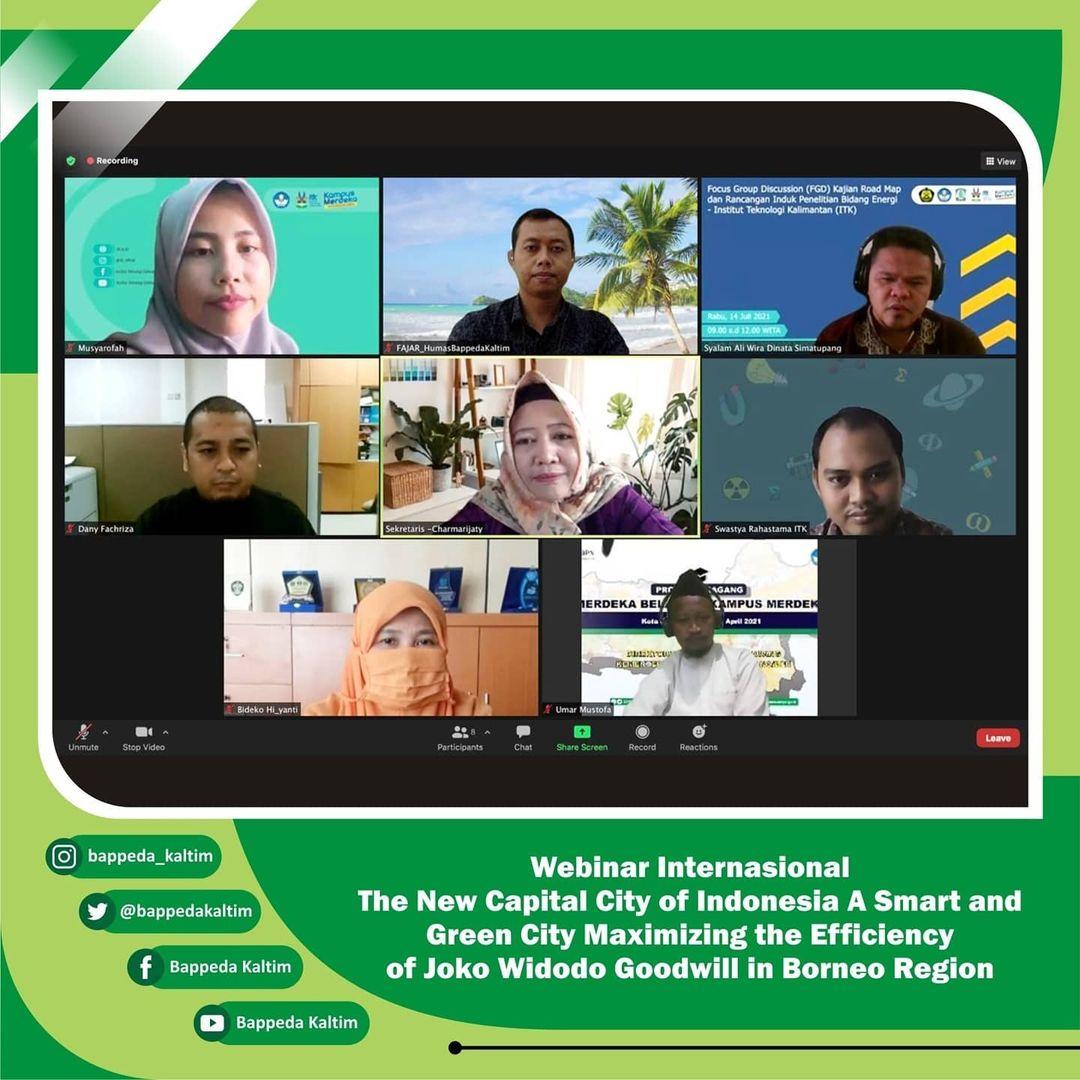 Recording
View
Kampus
Merdeka
Musyarofah
FAJAR_HumasBappedaKaltim
Focus Group Discussion (FGD) Kajian Road Map
dan Rancangan Induk Penelitian Bidang Energi
- Institut Teknologi Kalimantan (ITK)
Rabu, 14 Juli 2021
09.00 s.d 12.00 WITA
Syalam Ali Wira Dinata Simatupang
Dany Fachriza
Sekretaris -Charmarijaty
Swastya Rahastama ITK
Bideko Hi_yanti
MERDEKA
KAMPUS MERDEK
Kota
April 2021
Umar Mustofa
Unmute
Stop Video
8
Participants
Chat
Share Screen
Record
Reactions
Leave
bappeda_kaltim
@bappedakaltim
Bappeda Kaltim
Bappeda Kaltim
Webinar Internasional
The New Capital City of Indonesia A Smart and
Green City Maximizing the Efficiency
of Joko Widodo Goodwill in Borneo Region